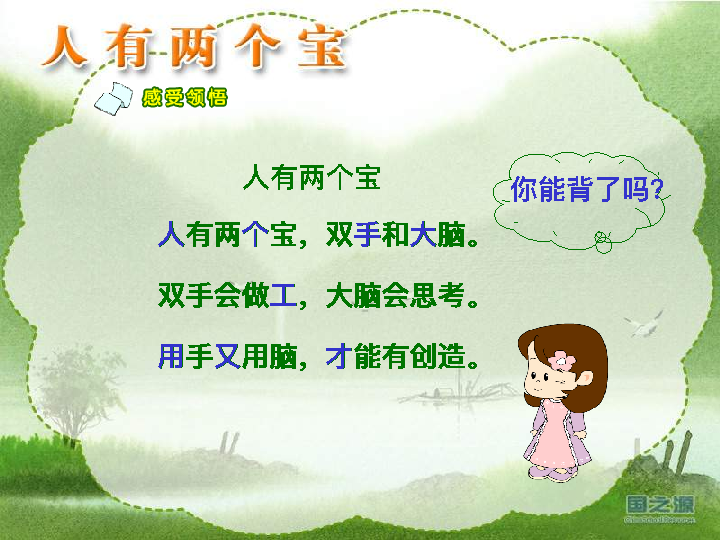 人有两个宝
感受领悟
人有两个宝
你能背了吗?
人有两个宝，双手和大脑。
双手会做工，大脑会思考。
用手又用脑，才能有创造。
国之源